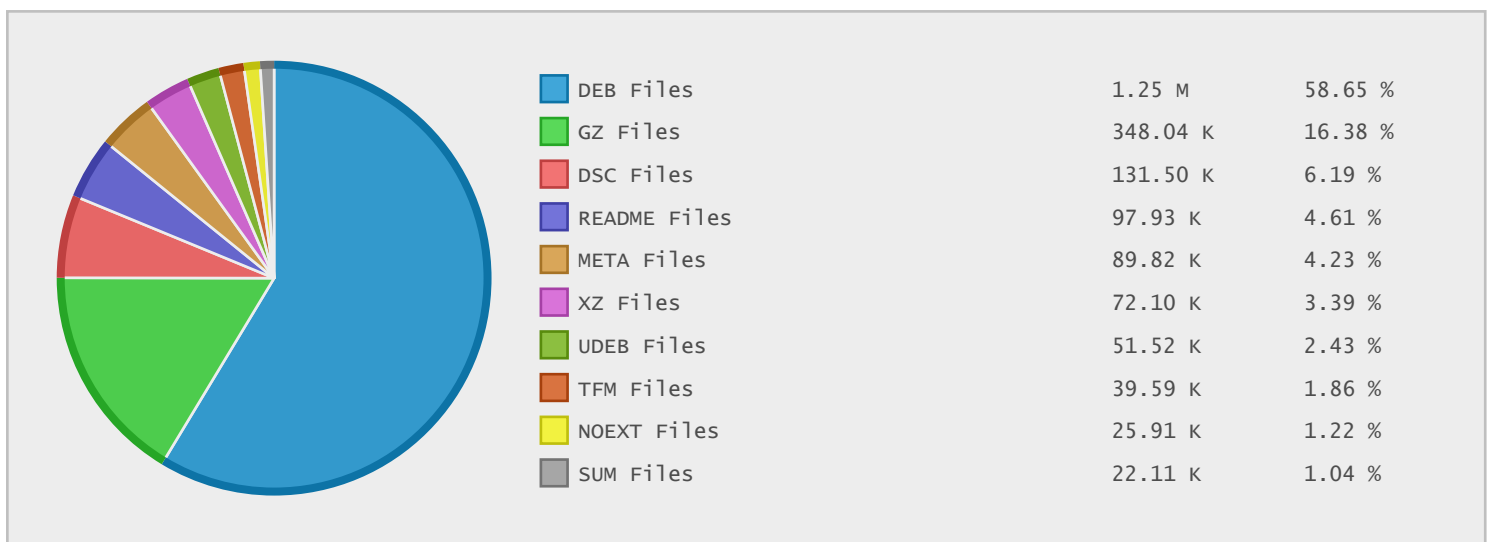 DEB Files 1.25 M 58.65 %
GZ Files 348.04 K 16.38 %
DSC Files 131.50 K 6.19 %
README Files 97.93 K 4.61 %
META Files 89.82 K 4.23 %
XZ Files 72.10 K 3.39 %
UDEB Files 51.52 K 2.43 %
TFM Files 39.59 K 1.86 %
NOEXT Files 25.91 K 1.22 %
SUM Files 22.11 K 1.04 %